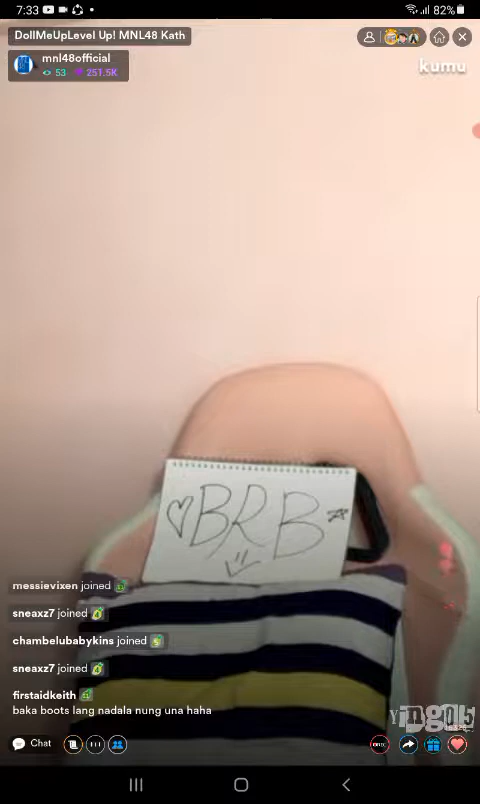 7:33
82%
DollMeUpLevel Up! MNL48 Kath
mnl48official
53 251.5K
kumu
BRB
messievixen joined
sneaxz7 joined
chambelubabykins joined
sneaxz7 joined
firstaidkeith
baka boots lang nadala nung una haha
Chat